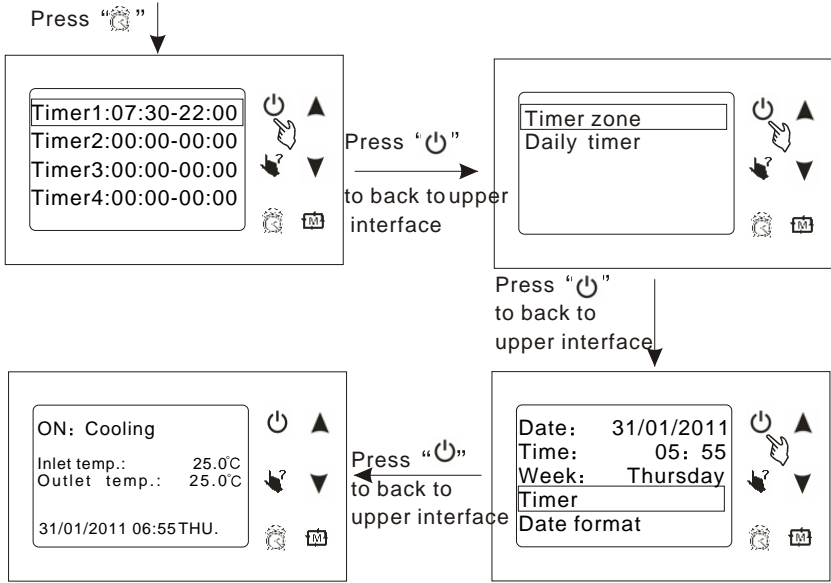 Press “ ”
Timer1:07:30-22:00
Timer2:00:00-00:00
Timer3:00:00-00:00
Timer4:00:00-00:00
Press “ ”
to back to upper
interface
Timer zone
Daily timer
Press “ ”
to back to
upper interface
Date: 31/01/2011
Time: 05: 55
Week: Thursday
Timer
Date format
Press “ ”
to back to
upper interface
ON: Cooling
Inlet temp.: 25.0℃
Outlet temp.: 25.0℃
31/01/2011 06:55THU.
? M
? M
? M
? M